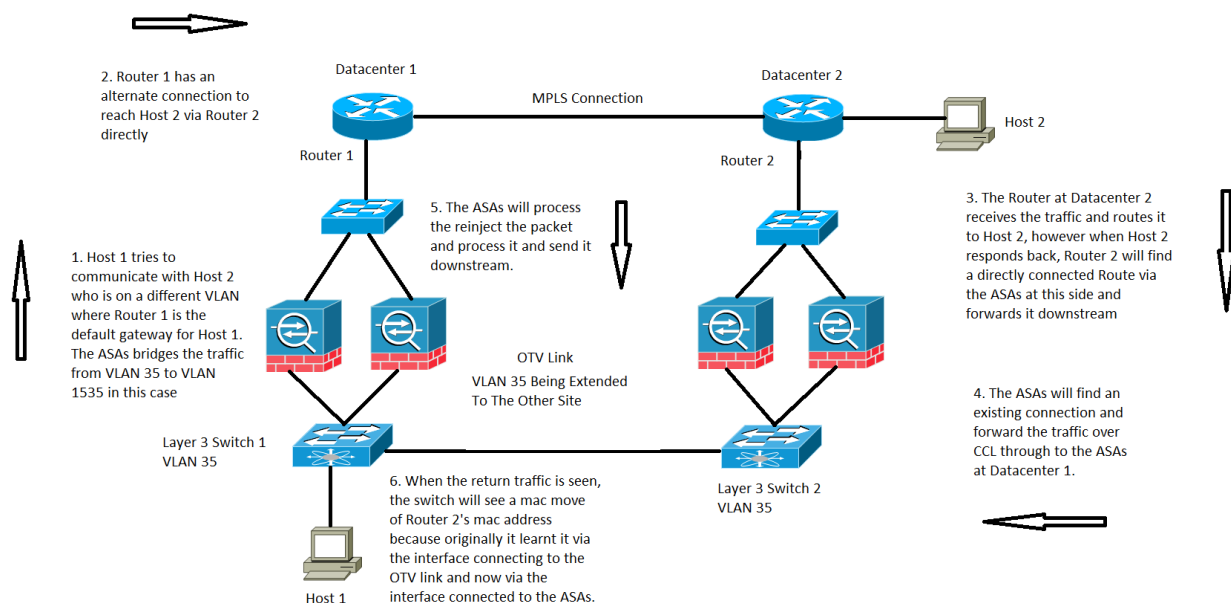 Datacenter 1
Datacenter 2
2. Router 1 has an
alternate connection to
reach Host 2 via Router 2
directly
MPLS Connection
Host 2
Router 1
Router 2
5. The ASAs will process
the reinject the packet
and process it and send it
downstream.
3. The Router at Datacenter 2
receives the traffic and routes it
to Host 2, however when Host 2
responds back, Router 2 will find
a directly connected Route via
the ASAs at this side and
forwards it downstream
1. Host 1 tries to
communicate with Host 2
who is on a different VLAN
where Router 1 is the
default gateway for Host 1.
The ASAs bridges the traffic
from VLAN 35 to VLAN
1535 in this case
OTV Link
VLAN 35 Being Extended
To The Other Site
4. The ASAs will find an
existing connection and
forward the traffic over
CCL through to the ASAs
at Datacenter 1.
Layer 3 Switch 1
VLAN 35
Layer 3 Switch 2
VLAN 35
6. When the return traffic is seen,
the switch will see a mac move
of Router 2's mac address
because originally it learnt it via
the interface connecting to the
OTV link and now via the
interface connected to the ASAs.
Host 1